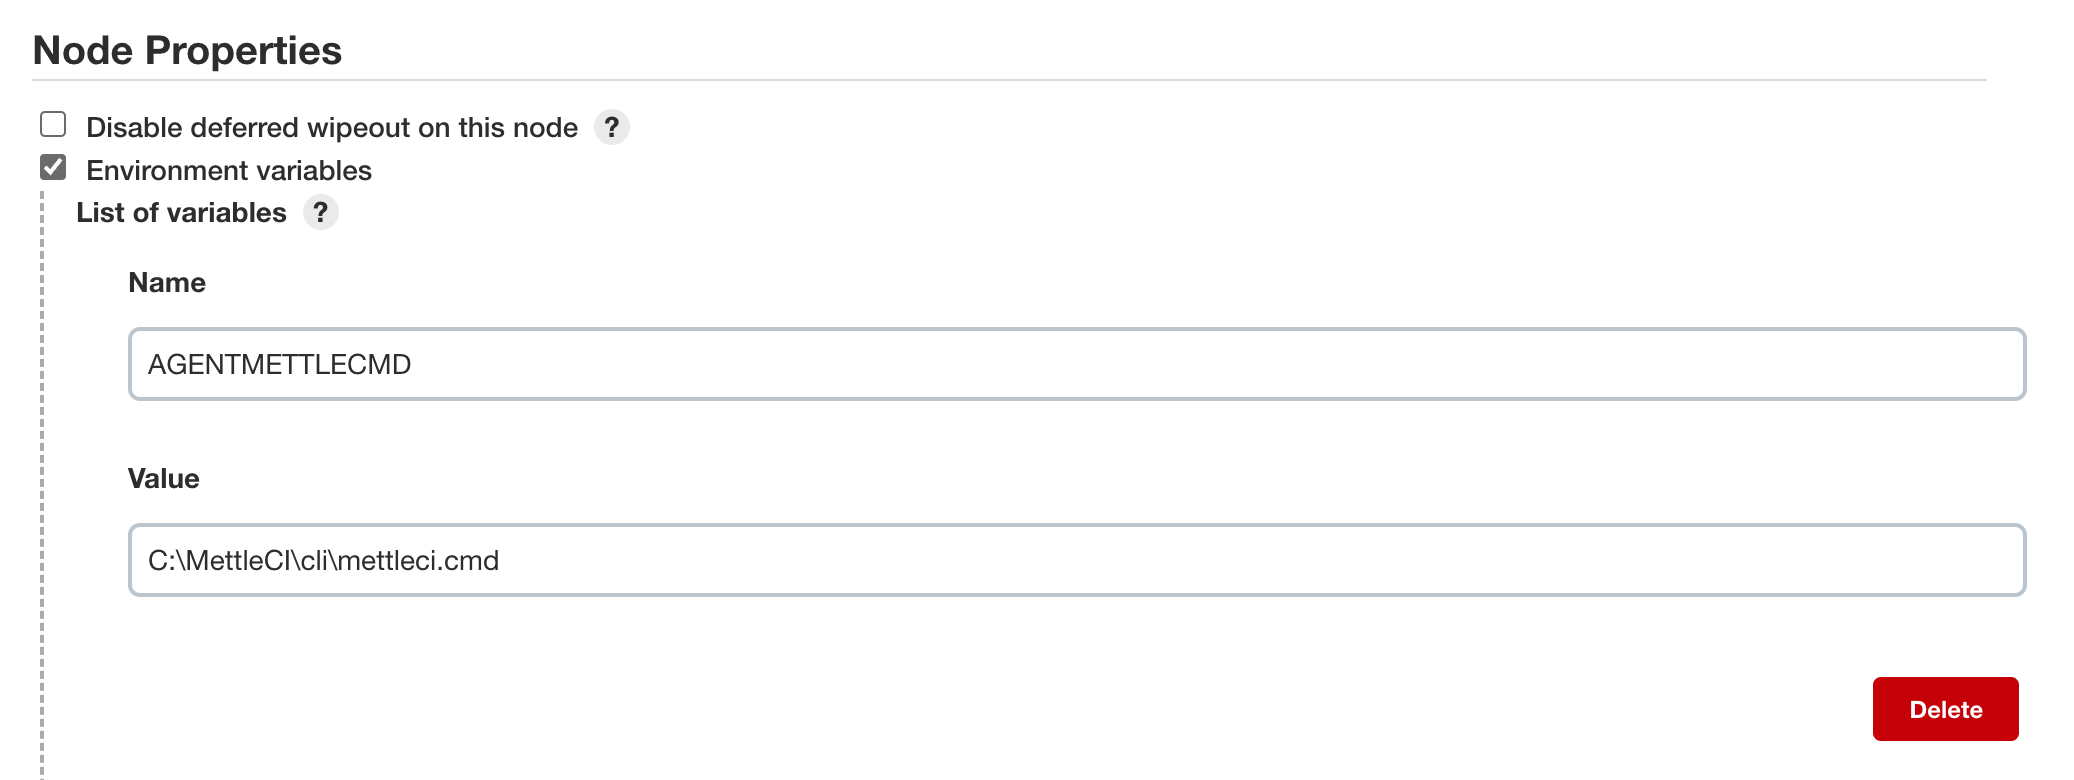 Node Properties
Disable deferred wipeout on this node ?
Environment variables
List of variables ?
Name
AGENTMETTLECMD
Value
C:\MettleCI\cli\mettleci.cmd
Delete